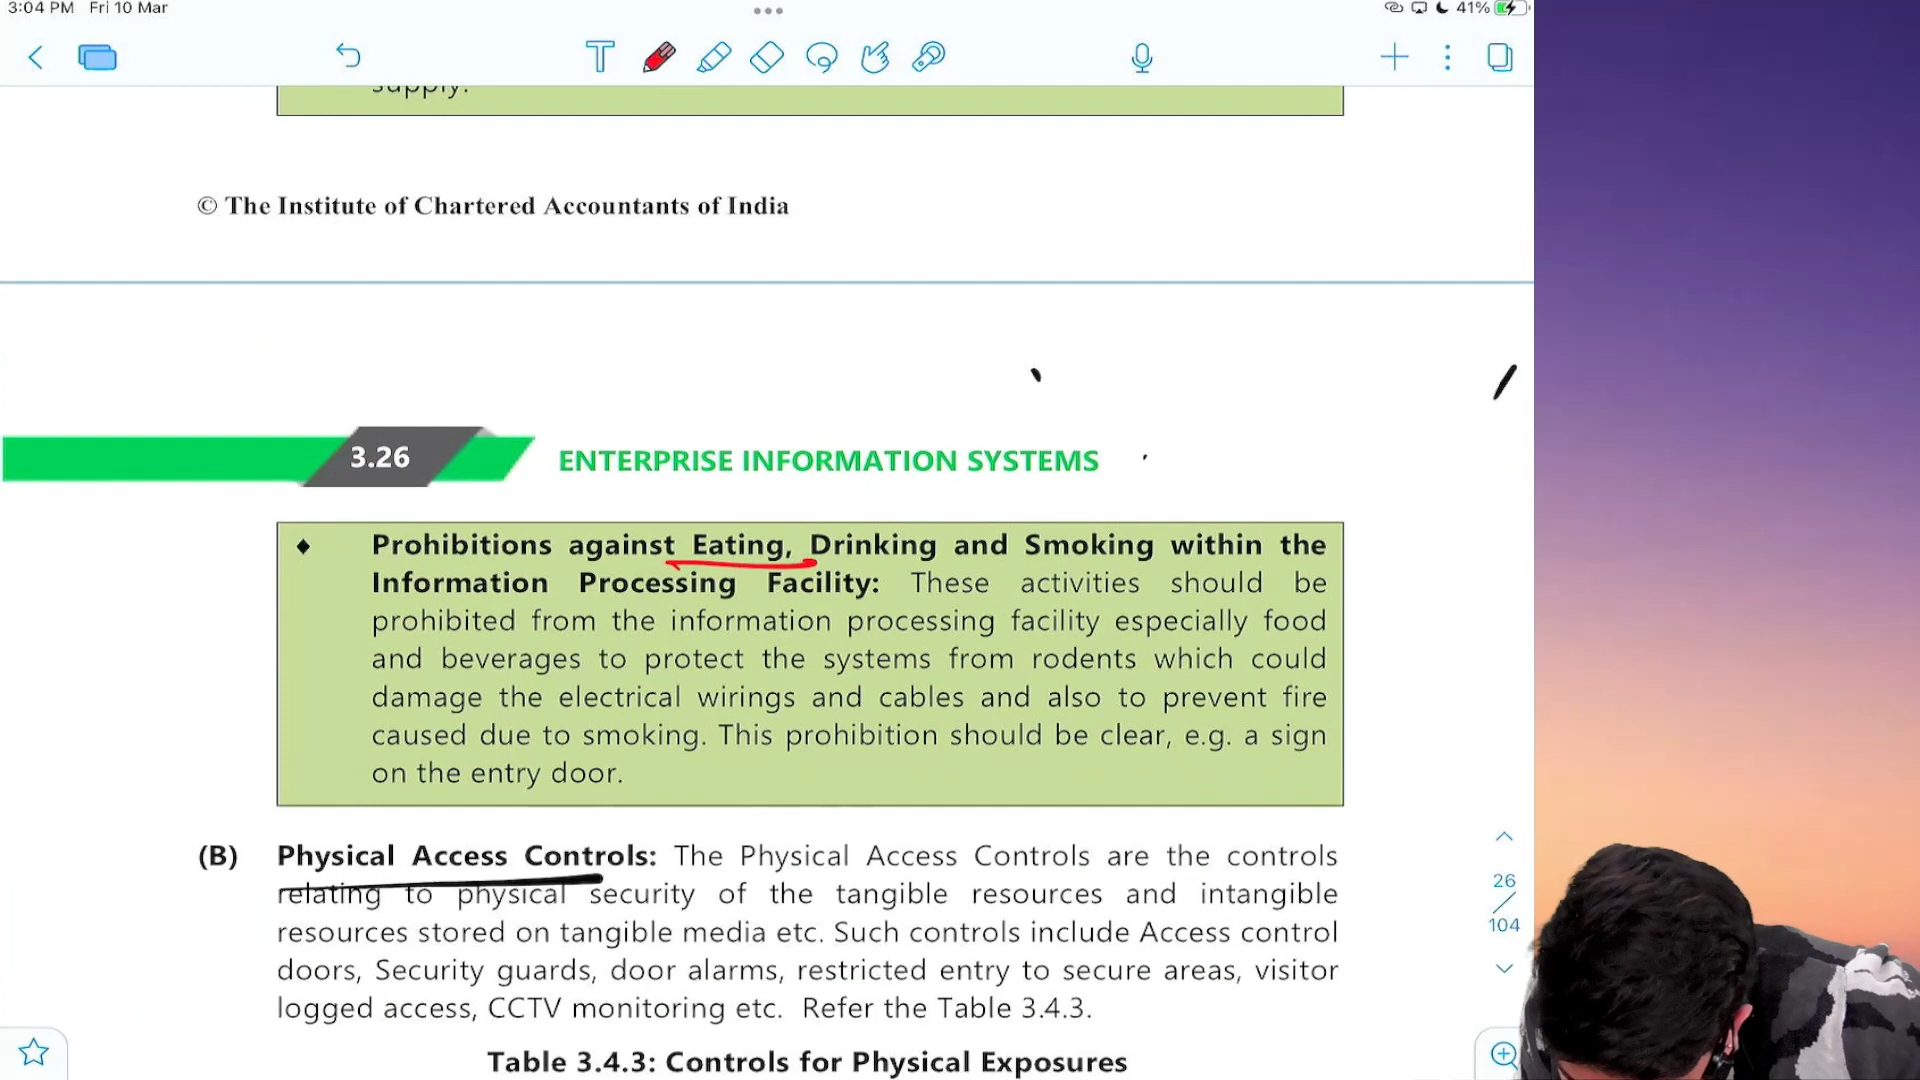 3:04 PM Fri 10 Mar
41%
supply.
© The Institute of Chartered Accountants of India
3.26
ENTERPRISE INFORMATION SYSTEMS
♦ Prohibitions against Eating, Drinking and Smoking within the
Information Processing Facility: These activities should be
prohibited from the information processing facility especially food
and beverages to protect the systems from rodents which could
damage the electrical wirings and cables and also to prevent fire
caused due to smoking. This prohibition should be clear, e.g. a sign
on the entry door.
(B) Physical Access Controls: The Physical Access Controls are the controls
relating to physical security of the tangible resources and intangible
resources stored on tangible media etc. Such controls include Access control
doors, Security guards, door alarms, restricted entry to secure areas, visitor
logged access, CCTV monitoring etc. Refer the Table 3.4.3.
26
/
104
Table 3.4.3: Controls for Physical Exposures